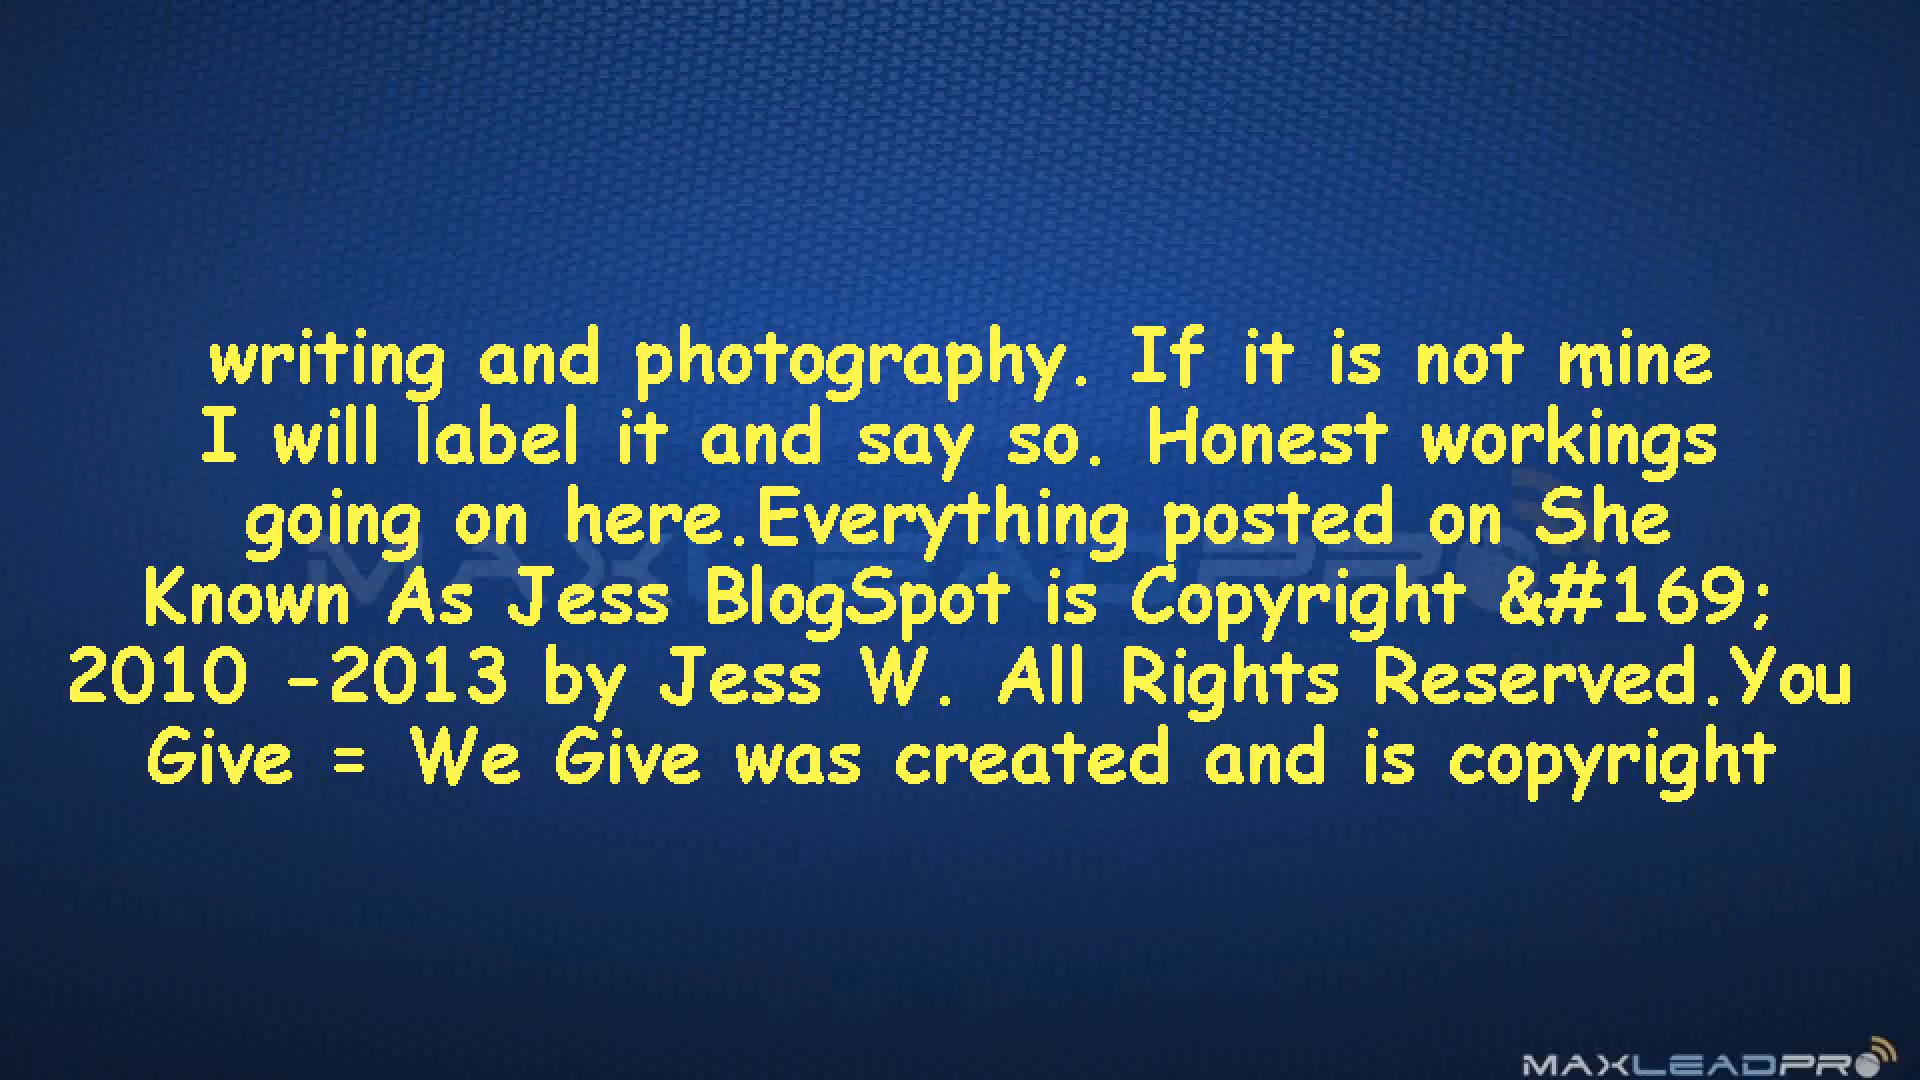 writing and photography. If it is not mine
I will label it and say so. Honest workings
going on here.Everything posted on She
Known As Jess BlogSpot is Copyright &#169;
2010 -2013 by Jess W. All Rights Reserved.You
Give = We Give was created and is copyright
MAXLEADPRO
MAXLEADPRO